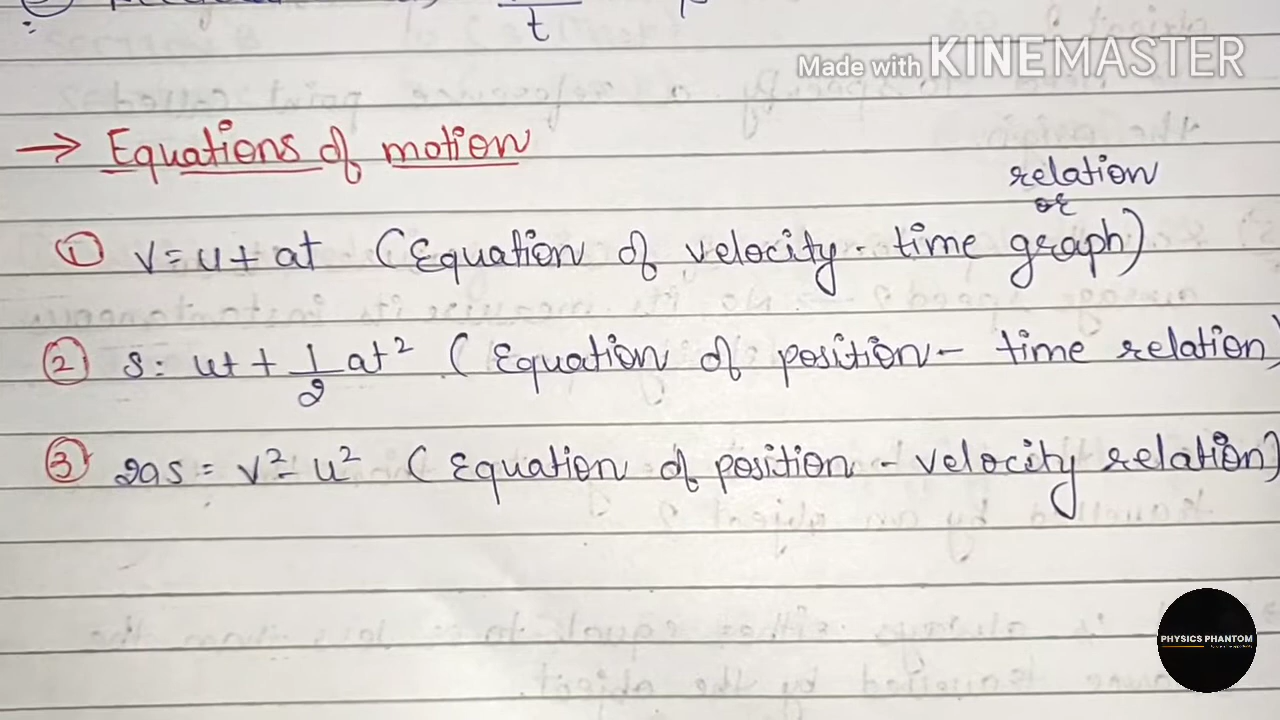 t
Made with KINEMASTER
→ Equations of motion
relation
or
① v = u + at (Equation of velocity - time graph)
② s = ut + 1/2 at² (Equation of position - time relation)
③ 2as = v² - u² (Equation of position - velocity relation)
PHYSICS PHANTOM